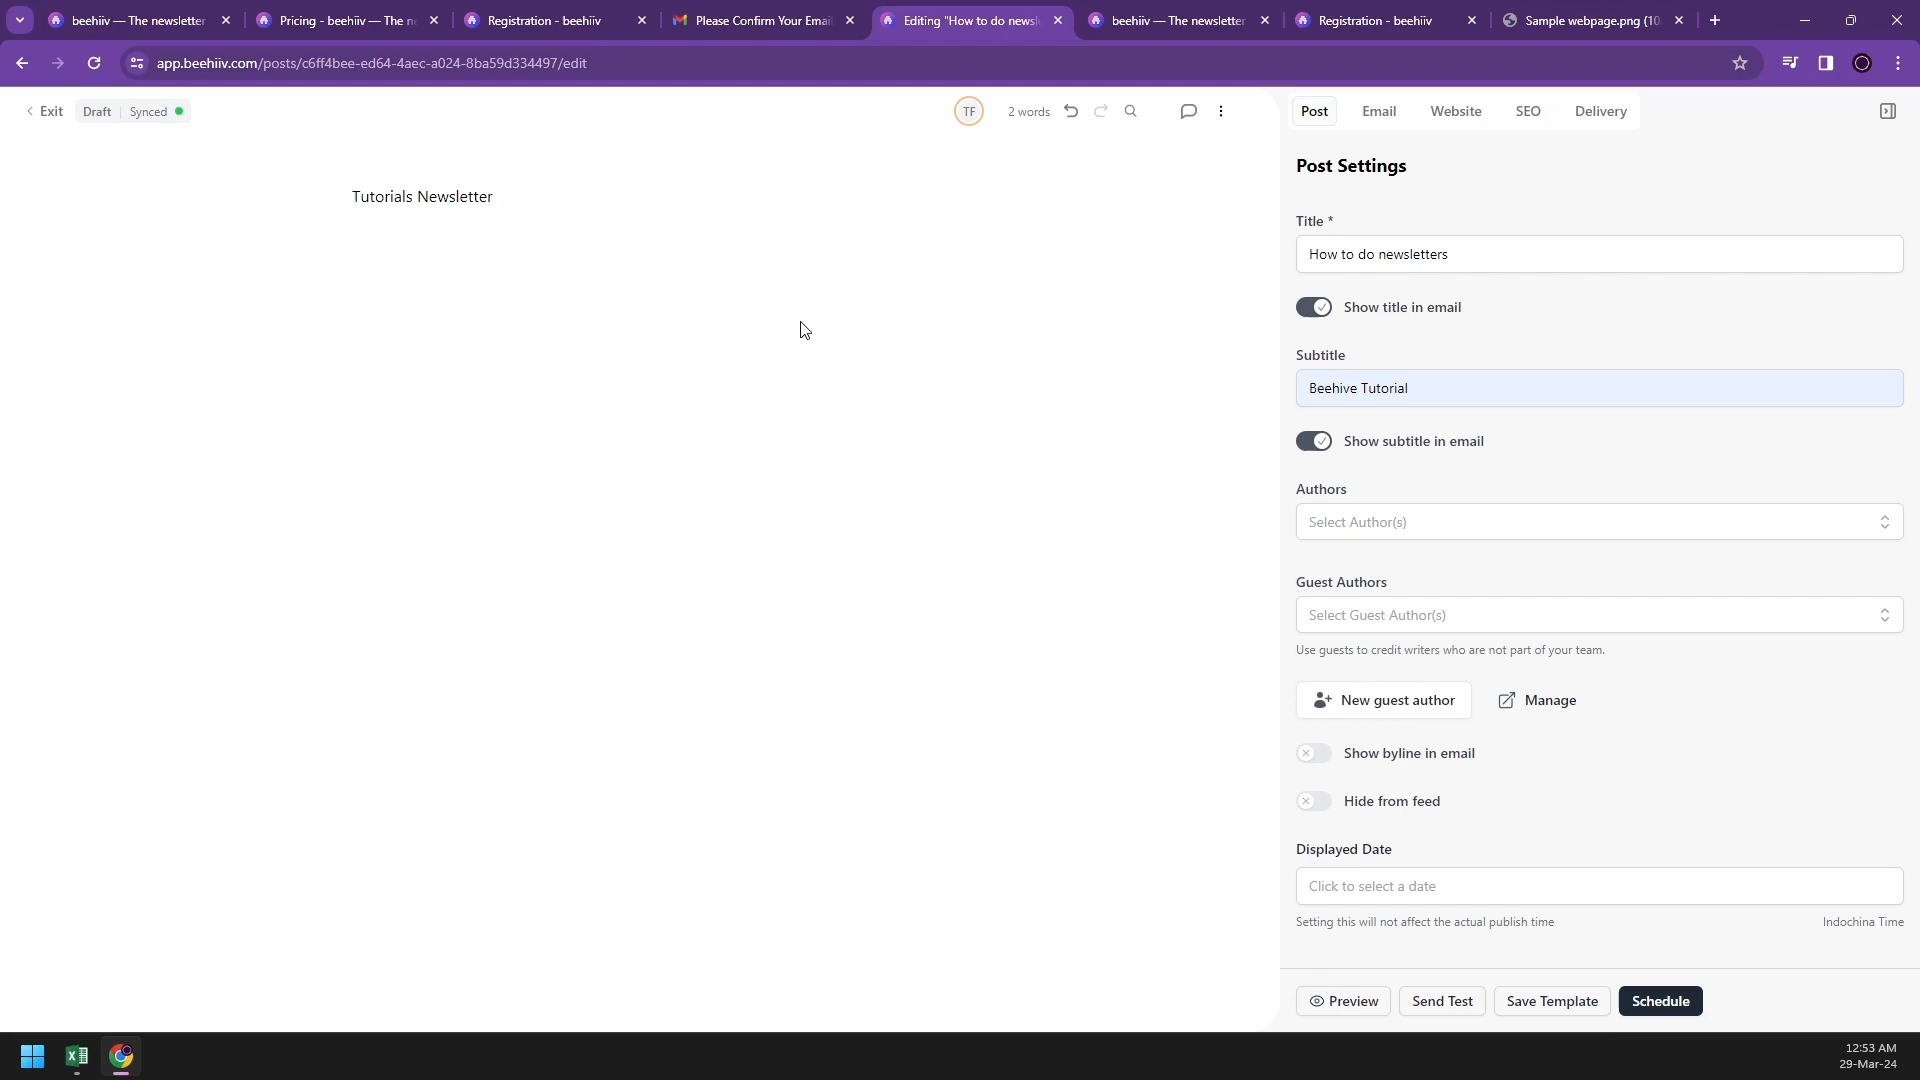 beehiiv — The newsletter
Pricing - beehiiv — The ne
Registration - beehiiv
Please Confirm Your Email
Editing "How to do newsl
beehiiv — The newsletter
Registration - beehiiv
Sample webpage.png (10
app.beehiiv.com/posts/c6ff4bee-ed64-4aec-a024-8ba59d334497/edit
Exit
Draft
Synced
TF
2 words
Post
Email
Website
SEO
Delivery
Post Settings
Tutorials Newsletter
Title *
How to do newsletters
Show title in email
Subtitle
Beehive Tutorial
Show subtitle in email
Authors
Select Author(s)
Guest Authors
Select Guest Author(s)
Use guests to credit writers who are not part of your team.
New guest author
Manage
Show byline in email
Hide from feed
Displayed Date
Click to select a date
Setting this will not affect the actual publish time
Indochina Time
Preview
Send Test
Save Template
Schedule
12:53 AM
29-Mar-24